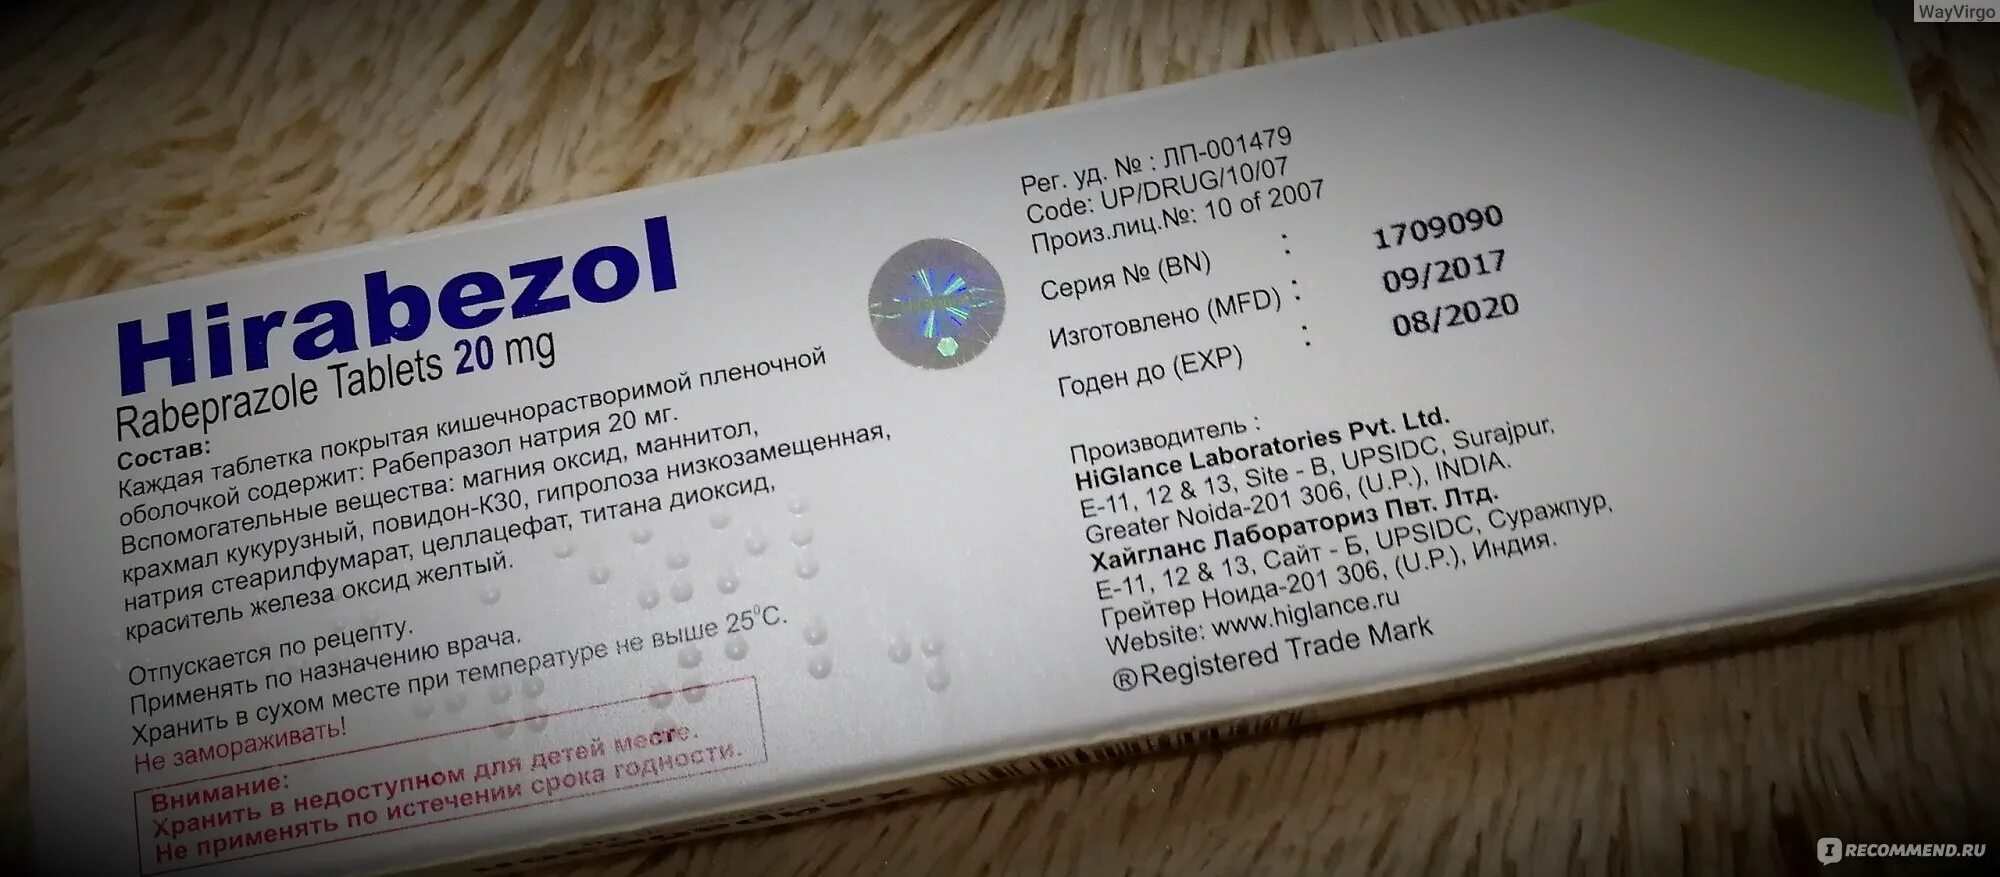 WayVirgo
Hirabezol
Rabeprazole Tablets 20 mg
Состав:
Каждая таблетка покрытая кишечнорастворимой пленочной
оболочкой содержит: Рабепразол натрия 20 мг.
Вспомогательные вещества: магния оксид, маннитол,
крахмал кукурузный, повидон-К30, гипролоза низкозамещенная,
натрия стеарилфумарат, целлацефат, титана диоксид,
краситель железа оксид желтый.
Отпускается по рецепту.
Применять по назначению врача.
Хранить в сухом месте при температуре не выше 25°С.
Не замораживать!
Внимание:
Хранить в недоступном для детей месте.
Не применять по истечении срока годности.
HiGlance
Рег. уд. № : ЛП-001479
Code: UP/DRUG/10/07
Произ.лиц.№: 10 of 2007
Серия № (BN) : 1709090
Изготовлено (MFD) : 09/2017
Годен до (EXP) : 08/2020
Производитель :
HiGlance Laboratories Pvt. Ltd.
E-11, 12 & 13, Site - B, UPSIDC, Surajpur,
Greater Noida-201 306, (U.P.), INDIA.
Хайгланс Лабораториз Пвт. Лтд.
Е-11, 12 & 13, Сайт - Б, UPSIDC, Суражпур,
Грейтер Ноида-201 306, (U.P.), Индия.
Website: www.higlance.ru
®Registered Trade Mark
IRECOMMEND.RU